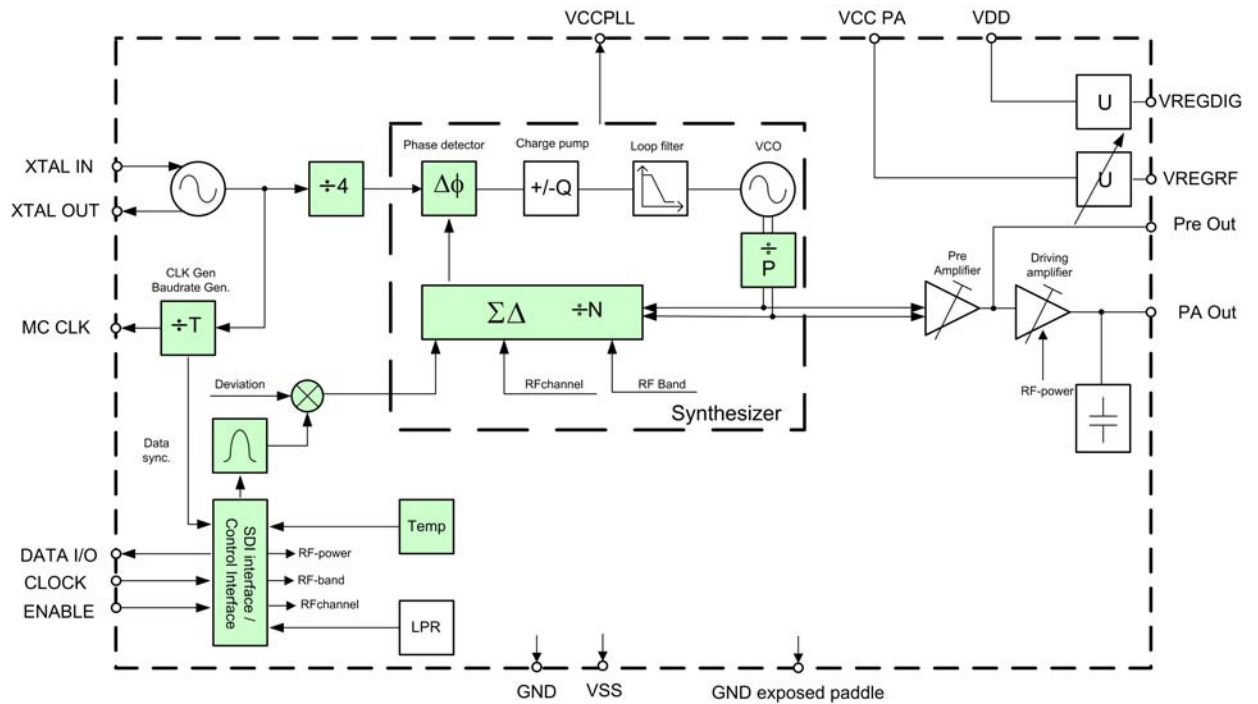 VCCPLL
VCC PA
VDD
U
VREGDIG
Phase detector
Charge pump
Loop filter
VCO
XTAL IN
XTAL OUT
÷4
Δϕ
+/-Q
U
VREGRF
Pre Out
÷
P
Pre
Amplifier
Driving
amplifier
CLK Gen
Baudrate Gen.
MC CLK
÷T
ΣΔ ÷N
PA Out
Deviation
RFchannel
RF Band
RF-power
Synthesizer
Data
sync.
SDI interface /
Control Interface
Temp
DATA I/O
RF-power
CLOCK
RF-band
ENABLE
RFchannel
LPR
GND
VSS
GND exposed paddle